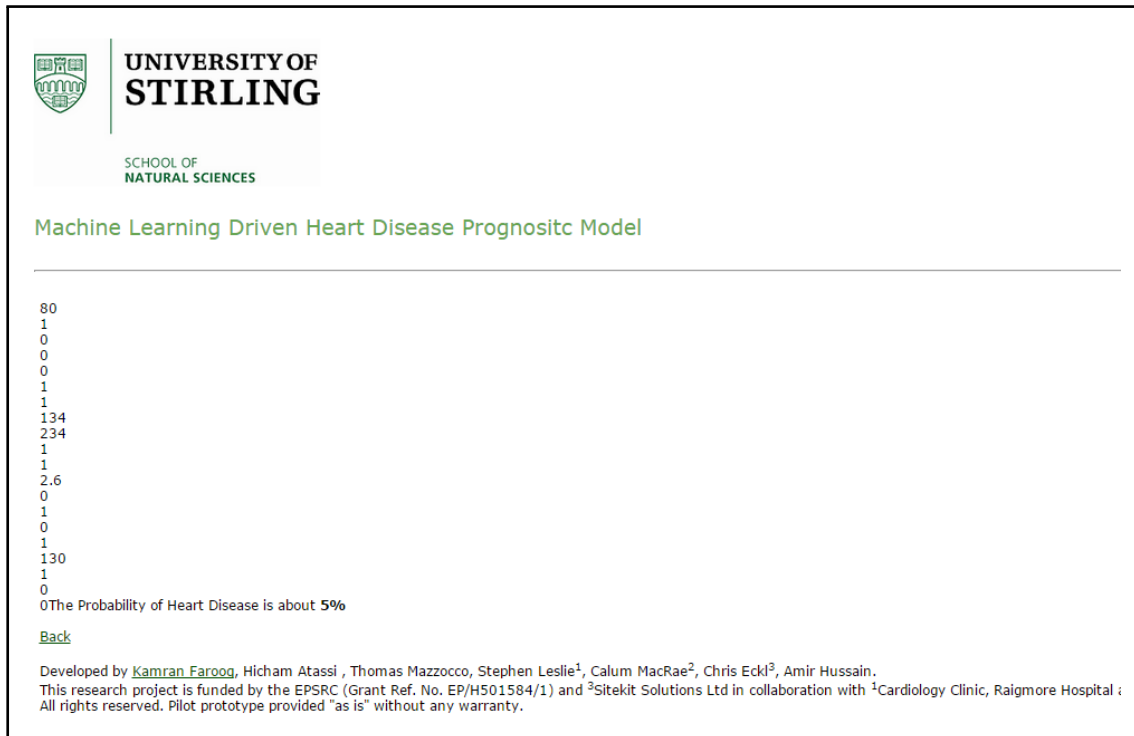 UNIVERSITY OF
STIRLING
SCHOOL OF
NATURAL SCIENCES
Machine Learning Driven Heart Disease Prognositc Model
80
1
0
0
0
1
1
134
234
1
1
2.6
0
1
0
1
130
1
0
0The Probability of Heart Disease is about 5%
Back
Developed by Kamran Farooq, Hicham Atassi , Thomas Mazzocco, Stephen Leslie1, Calum MacRae2, Chris Eckl3, Amir Hussain.
This research project is funded by the EPSRC (Grant Ref. No. EP/H501584/1) and 3Sitekit Solutions Ltd in collaboration with 1Cardiology Clinic, Raigmore Hospital
All rights reserved. Pilot prototype provided "as is" without any warranty.